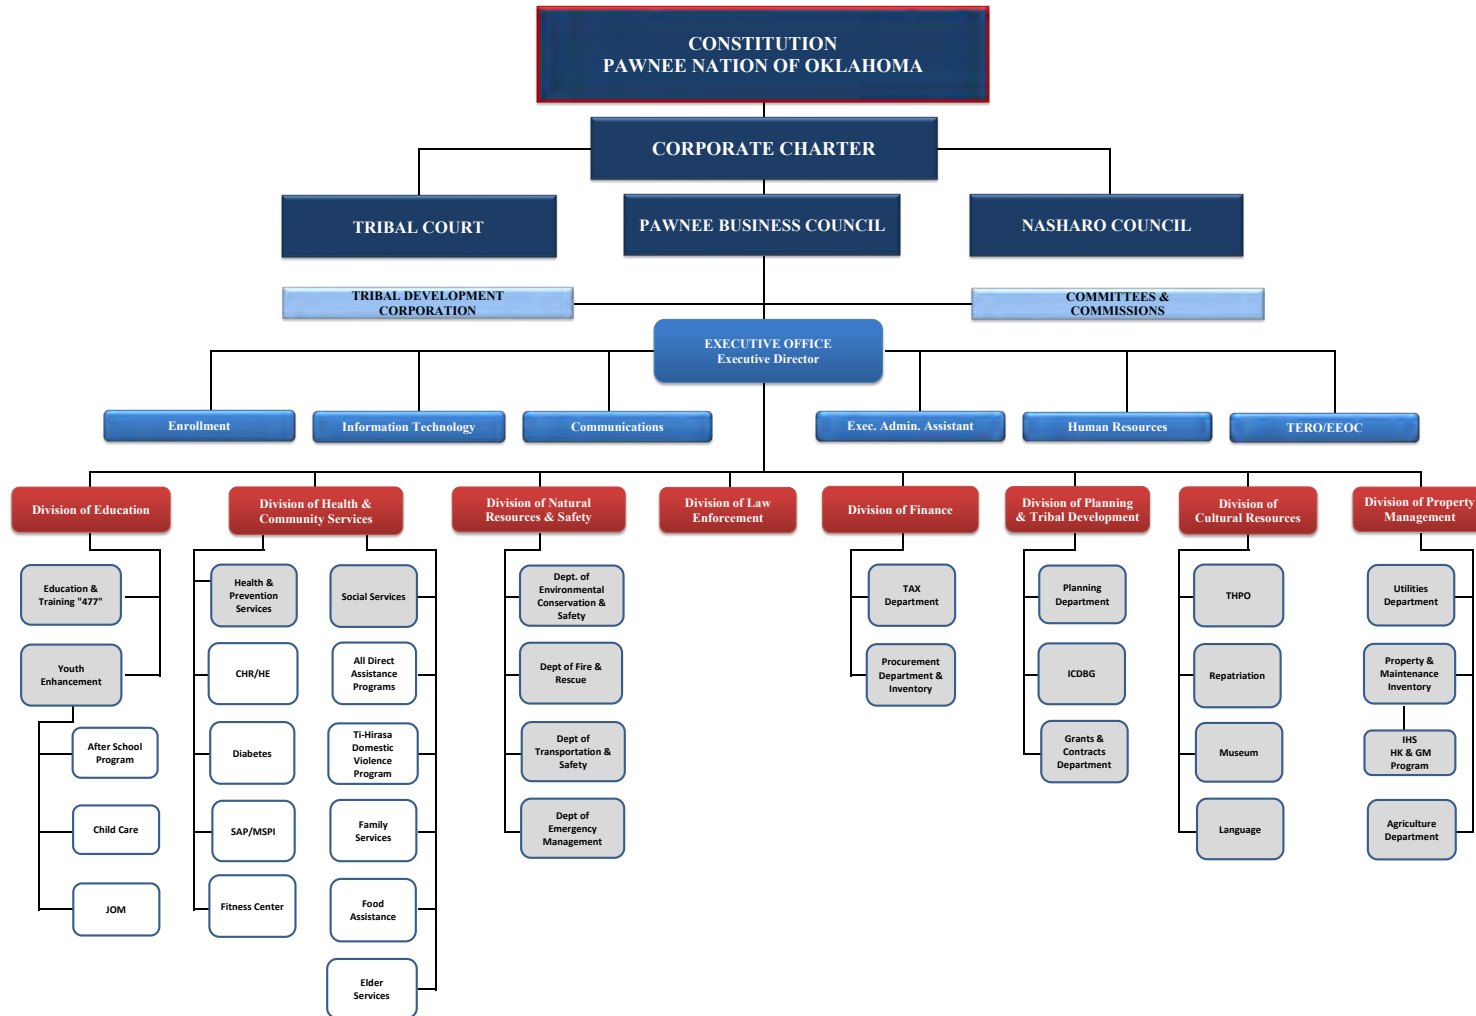 CONSTITUTION
PAWNEE NATION OF OKLAHOMA
CORPORATE CHARTER
TRIBAL COURT
PAWNEE BUSINESS COUNCIL
NASHARO COUNCIL
TRIBAL DEVELOPMENT
CORPORATION
COMMITTEES &
COMMISSIONS
EXECUTIVE OFFICE
Executive Director
Enrollment
Information Technology
Communications
Exec. Admin. Assistant
Human Resources
TERO/EEOC
Division of Education
Division of Health &
Community Services
Division of Natural
Resources & Safety
Division of Law
Enforcement
Division of Finance
Division of Planning
& Tribal Development
Division of
Cultural Resources
Division of Property
Management
Education &
Training "477"
Youth
Enhancement
After School
Program
Child Care
JOM
Health &
Prevention
Services
CHR/HE
Diabetes
SAP/MSPI
Fitness Center
Social Services
All Direct
Assistance
Programs
Ti-Hirasa
Domestic
Violence
Program
Family
Services
Food
Assistance
Elder
Services
Dept. of
Environmental
Conservation &
Safety
Dept of Fire &
Rescue
Dept of
Transportation &
Safety
Dept of
Emergency
Management
TAX
Department
Procurement
Department &
Inventory
Planning
Department
ICDBG
Grants &
Contracts
Department
THPO
Repatriation
Museum
Language
Utilities
Department
Property &
Maintenance
Inventory
IHS
HK & GM
Program
Agriculture
Department